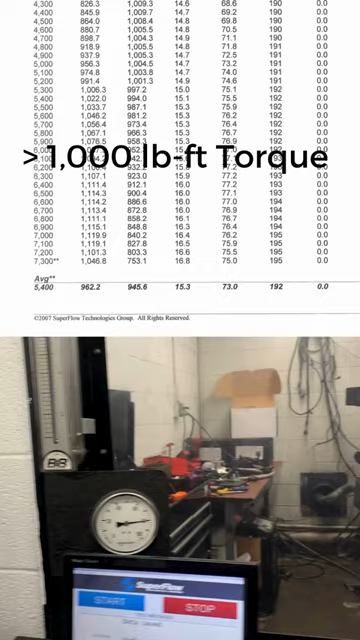 4,300 826.3 1,009.3 14.6 68.6 190 0.0
4,400 845.9 1,009.7 14.7 69.2 190 0.0
4,500 864.0 1,008.4 14.8 69.8 190 0.0
4,600 880.7 1,005.5 14.8 70.5 190 0.0
4,700 898.7 1,004.3 14.9 71.1 190 0.0
4,800 918.9 1,005.5 14.8 71.8 191 0.0
4,900 937.9 1,005.3 14.5 72.5 191 0.0
5,000 956.3 1,004.5 14.7 73.2 191 0.0
5,100 974.8 1,003.8 14.7 74.0 191 0.0
5,200 991.4 1,001.3 14.9 74.6 191 0.0
5,300 1,006.3 997.2 15.0 75.1 192 0.0
5,400 1,022.0 994.0 15.1 75.5 192 0.0
5,500 1,033.7 987.1 15.3 75.9 192 0.0
5,600 1,046.2 981.2 15.3 76.2 192 0.0
5,700 1,056.4 973.4 15.3 76.4 192 0.0
5,800 1,067.1 966.3 15.3 76.7 192 0.0
5,900 1,076.5 958.3 15.3 192 0.0
> 1,000 lb-ft Torque
6,300 1,107.1 923.0 15.9 77.2 193 0.0
6,400 1,111.4 912.1 16.0 77.2 193 0.0
6,500 1,114.3 900.4 16.0 77.1 193 0.0
6,600 1,114.2 886.6 16.0 77.0 194 0.0
6,700 1,113.4 872.8 16.0 76.9 194 0.0
6,800 1,111.1 858.2 16.1 76.7 194 0.0
6,900 1,115.1 848.8 16.3 76.4 194 0.0
7,000 1,119.9 840.2 16.4 76.2 195 0.0
7,100 1,119.1 827.8 16.5 75.9 195 0.0
7,200 1,101.3 803.3 16.6 75.5 195 0.0
7,300** 1,046.8 753.1 16.8 75.0 195 0.0
Avg**
5,400 962.2 945.6 15.3 73.0 192 0.0
©2007 SuperFlow Technologies Group, All Rights Reserved.
SuperFlow
START STOP